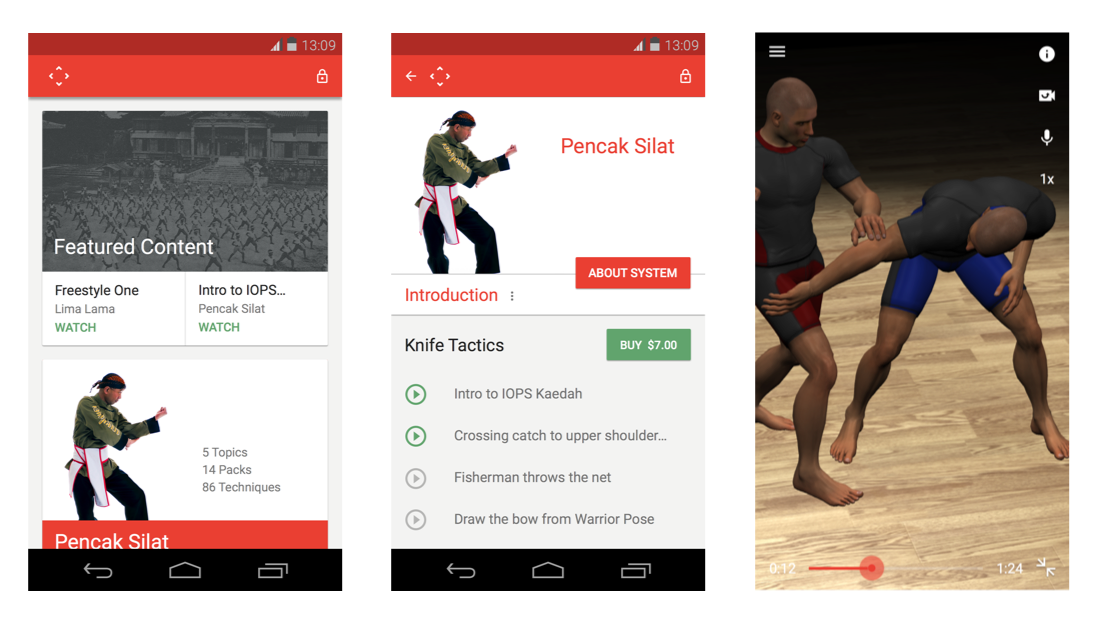 13:09
Featured Content
Freestyle One
Lima Lama
WATCH
Intro to IOPS...
Pencak Silat
WATCH
5 Topics
14 Packs
86 Techniques
Pencak Silat
13:09
Pencak Silat
ABOUT SYSTEM
Introduction
Knife Tactics
BUY $7.00
Intro to IOPS Kaedah
Crossing catch to upper shoulder...
Fisherman throws the net
Draw the bow from Warrior Pose
1x
0:12
1:24